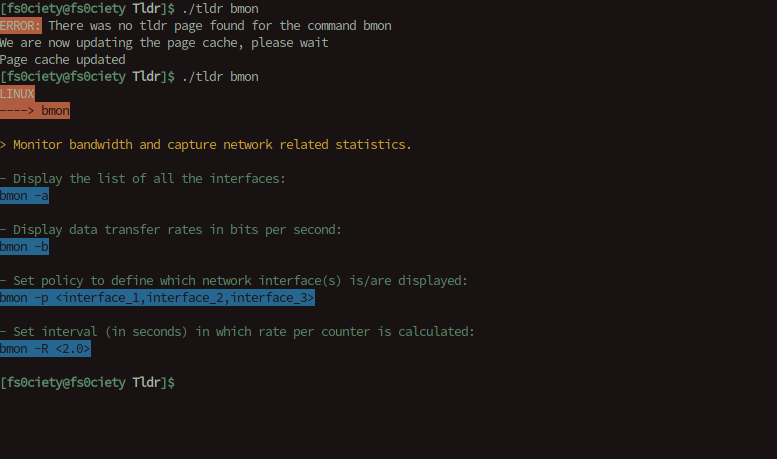 [fs0ciety@fs0ciety Tldr]$ ./tldr bmon
ERROR: There was no tldr page found for the command bmon
We are now updating the page cache, please wait
Page cache updated
[fs0ciety@fs0ciety Tldr]$ ./tldr bmon
LINUX
----> bmon
> Monitor bandwidth and capture network related statistics.
- Display the list of all the interfaces:
bmon -a
- Display data transfer rates in bits per second:
bmon -b
- Set policy to define which network interface(s) is/are displayed:
bmon -p <interface_1,interface_2,interface_3>
- Set interval (in seconds) in which rate per counter is calculated:
bmon -R <2.0>
[fs0ciety@fs0ciety Tldr]$